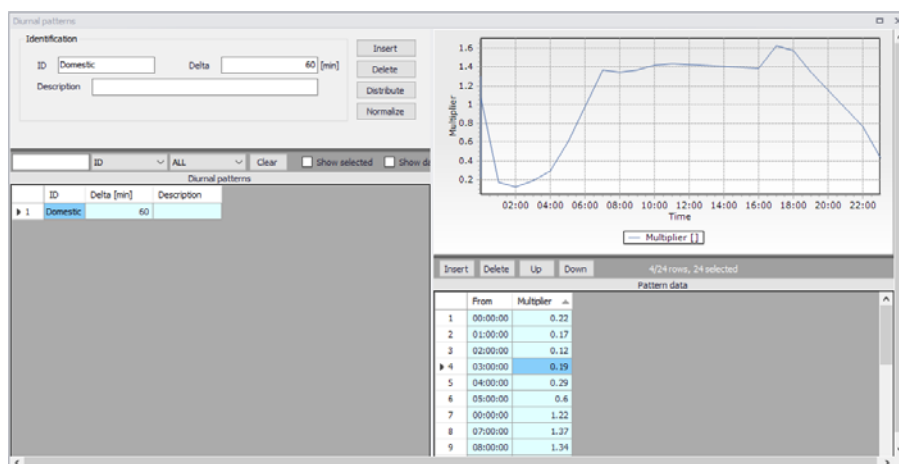 Diurnal patterns
Identification
ID Domestic Delta 60 [min]
Description
Insert
Delete
Distribute
Normalize
ID ALL Clear Show selected Show da
Diurnal patterns
ID Delta [min] Description
1 Domestic 60
1.6
1.4
1.2
1
0.8
0.6
0.4
0.2
Multiplier
02:00 04:00 06:00 08:00 10:00 12:00 14:00 16:00 18:00 20:00 22:00
Time
Multiplier []
Insert Delete Up Down 4/24 rows, 24 selected
Pattern data
From Multiplier
1 00:00:00 0.22
2 01:00:00 0.17
3 02:00:00 0.12
4 03:00:00 0.19
5 04:00:00 0.29
6 05:00:00 0.6
7 00:00:00 1.22
8 07:00:00 1.37
9 08:00:00 1.34